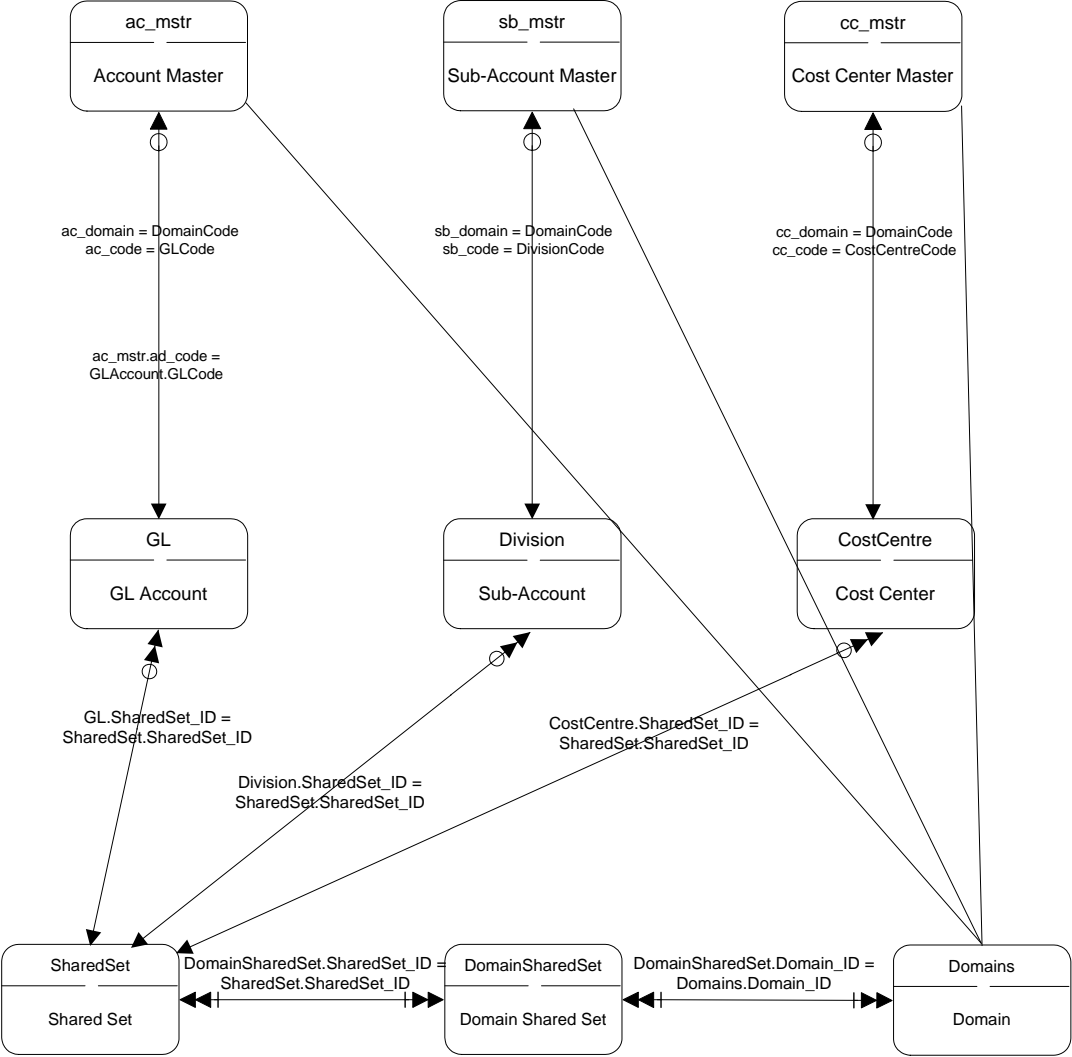 ac_mstr
Account Master
sb_mstr
Sub-Account Master
cc_mstr
Cost Center Master
ac_domain = DomainCode
ac_code = GLCode
sb_domain = DomainCode
sb_code = DivisionCode
cc_domain = DomainCode
cc_code = CostCentreCode
ac_mstr.ad_code =
GLAccount.GLCode
GL
GL Account
Division
Sub-Account
CostCentre
Cost Center
GL.SharedSet_ID =
SharedSet.SharedSet_ID
CostCentre.SharedSet_ID =
SharedSet.SharedSet_ID
Division.SharedSet_ID =
SharedSet.SharedSet_ID
SharedSet
Shared Set
DomainSharedSet.SharedSet_ID =
SharedSet.SharedSet_ID
DomainSharedSet
Domain Shared Set
DomainSharedSet.Domain_ID =
Domains.Domain_ID
Domains
Domain